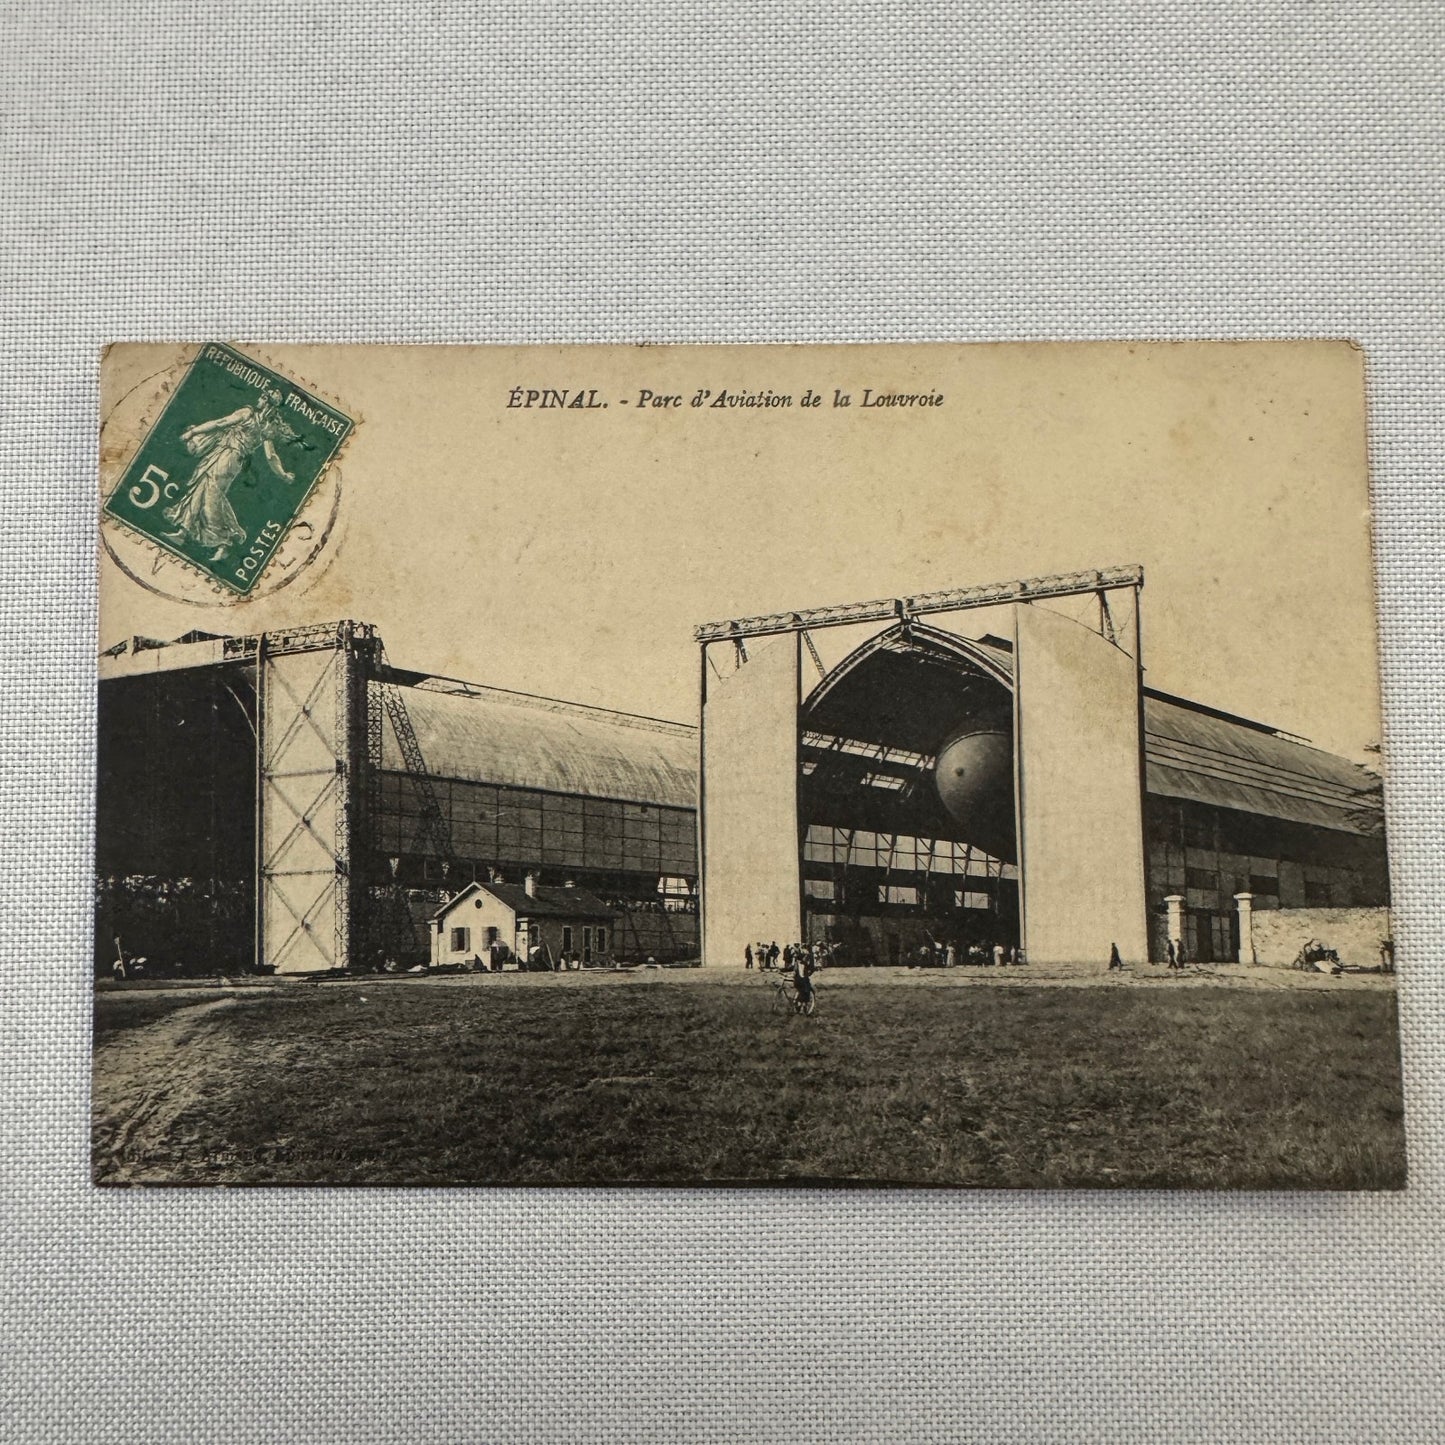 ÉPINAL. - Parc d'Aviation de la Louvroie
REPUBLIQUE FRANÇAISE
5c
POSTES